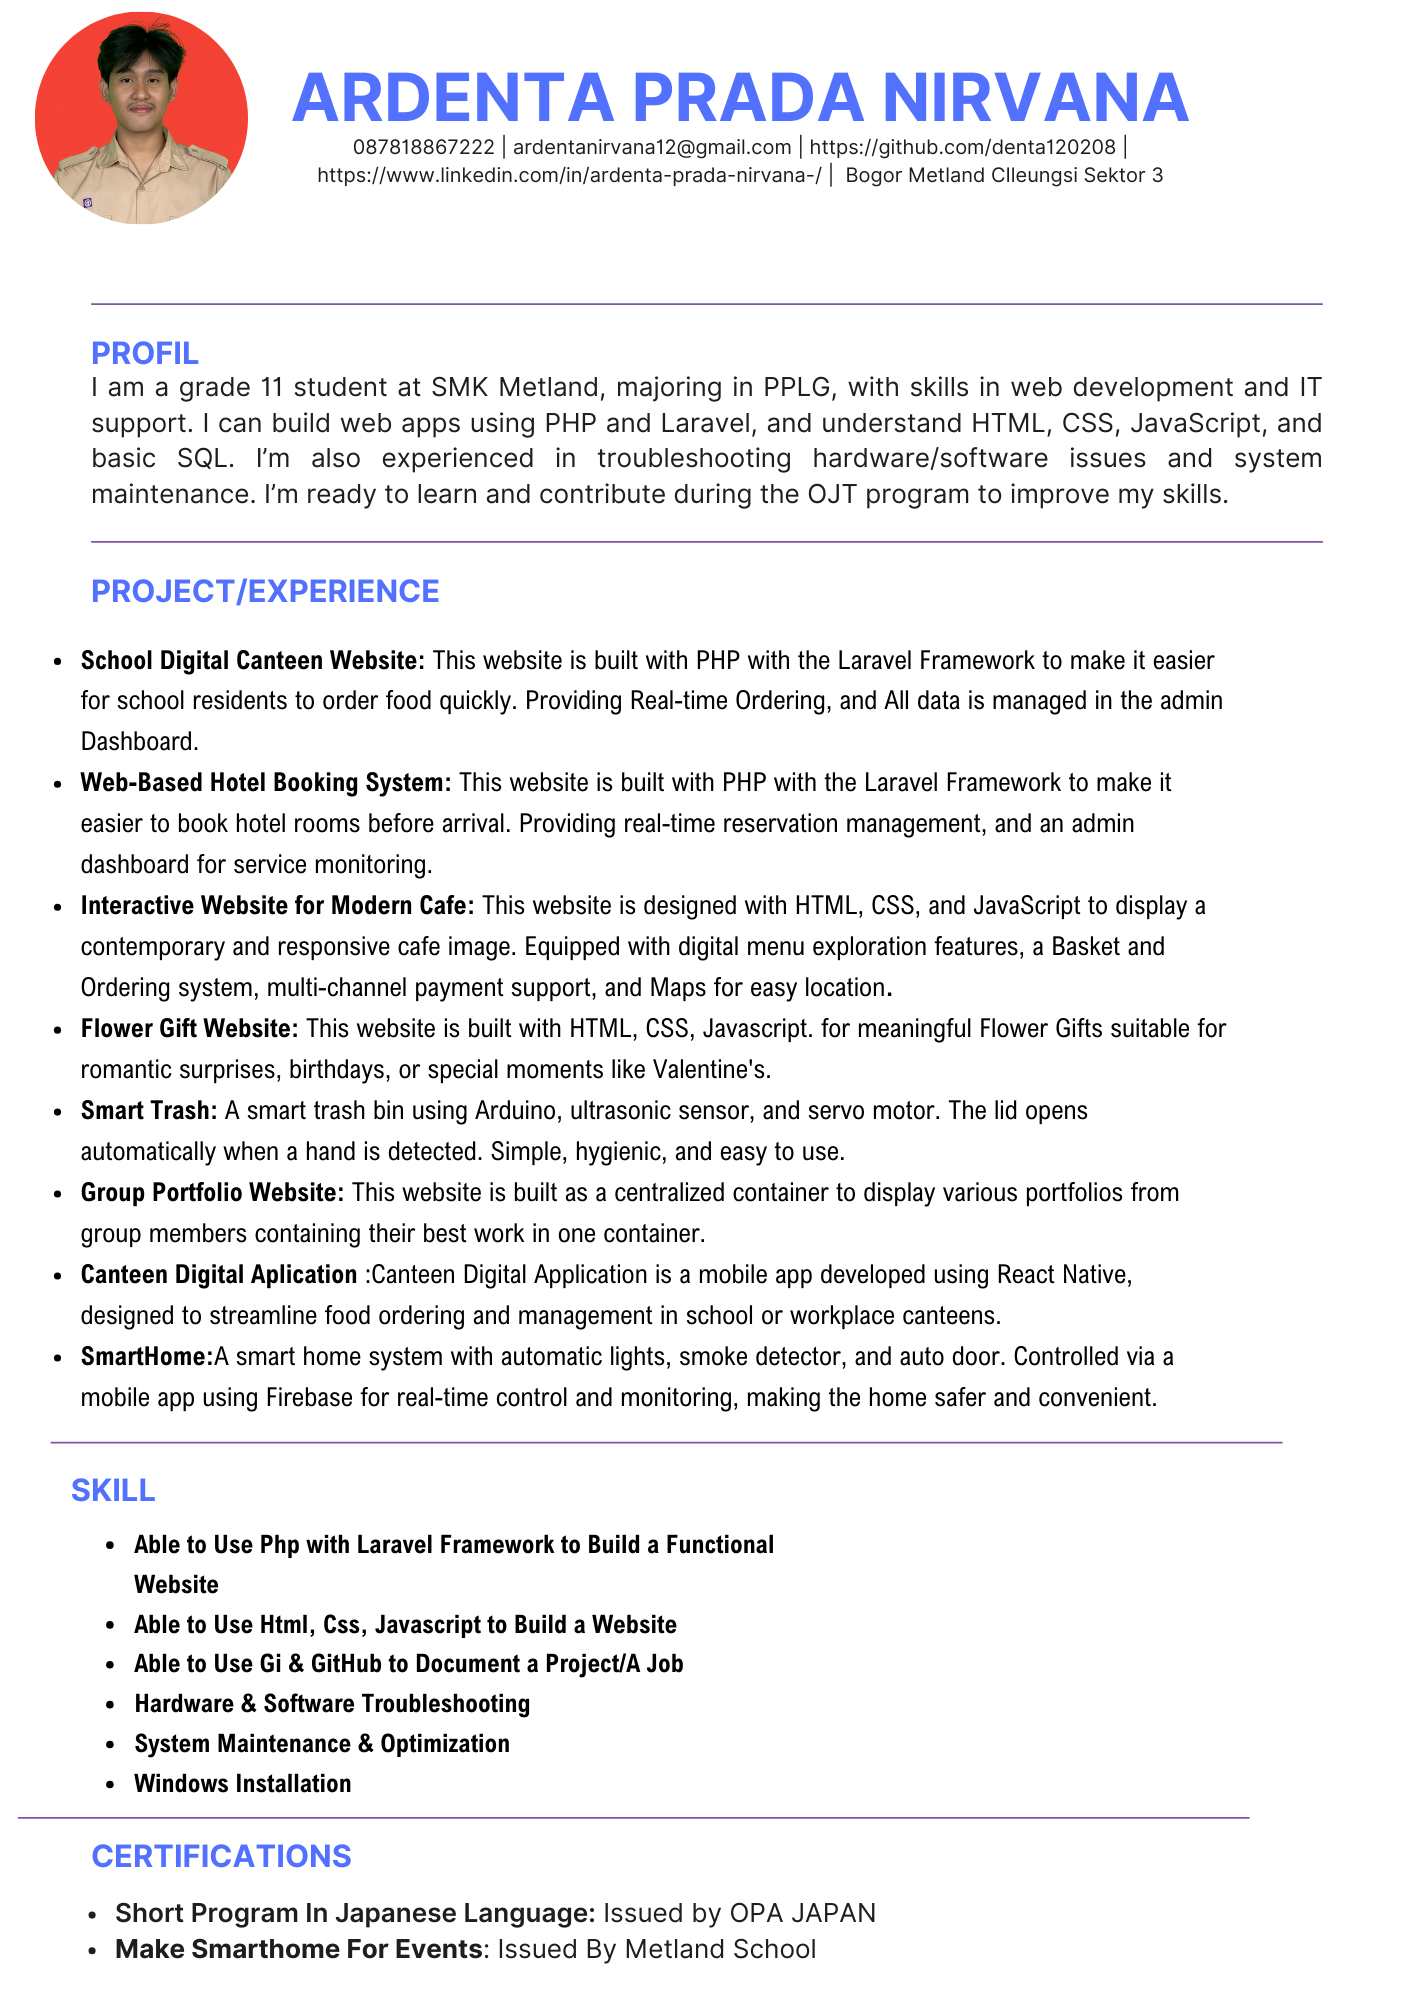 ARDENTA PRADA NIRVANA
087818867222 | ardentanirvana12@gmail.com | https://github.com/denta120208 |
https://www.linkedin.com/in/ardenta-prada-nirvana-/ | Bogor Metland CIleungsi Sektor 3
PROFIL
I am a grade 11 student at SMK Metland, majoring in PPLG, with skills in web development and IT
support. I can build web apps using PHP and Laravel, and understand HTML, CSS, JavaScript, and
basic SQL. I’m also experienced in troubleshooting hardware/software issues and system
maintenance. I’m ready to learn and contribute during the OJT program to improve my skills.
PROJECT/EXPERIENCE
• School Digital Canteen Website: This website is built with PHP with the Laravel Framework to make it easier
for school residents to order food quickly. Providing Real-time Ordering, and All data is managed in the admin
Dashboard.
• Web-Based Hotel Booking System: This website is built with PHP with the Laravel Framework to make it
easier to book hotel rooms before arrival. Providing real-time reservation management, and an admin
dashboard for service monitoring.
• Interactive Website for Modern Cafe: This website is designed with HTML, CSS, and JavaScript to display a
contemporary and responsive cafe image. Equipped with digital menu exploration features, a Basket and
Ordering system, multi-channel payment support, and Maps for easy location.
• Flower Gift Website: This website is built with HTML, CSS, Javascript. for meaningful Flower Gifts suitable for
romantic surprises, birthdays, or special moments like Valentine's.
• Smart Trash: A smart trash bin using Arduino, ultrasonic sensor, and servo motor. The lid opens
automatically when a hand is detected. Simple, hygienic, and easy to use.
• Group Portfolio Website: This website is built as a centralized container to display various portfolios from
group members containing their best work in one container.
• Canteen Digital Aplication :Canteen Digital Application is a mobile app developed using React Native,
designed to streamline food ordering and management in school or workplace canteens.
• SmartHome:A smart home system with automatic lights, smoke detector, and auto door. Controlled via a
mobile app using Firebase for real-time control and monitoring, making the home safer and convenient.
SKILL
• Able to Use Php with Laravel Framework to Build a Functional
Website
• Able to Use Html, Css, Javascript to Build a Website
• Able to Use Gi & GitHub to Document a Project/A Job
• Hardware & Software Troubleshooting
• System Maintenance & Optimization
• Windows Installation
CERTIFICATIONS
• Short Program In Japanese Language: Issued by OPA JAPAN
• Make Smarthome For Events: Issued By Metland School